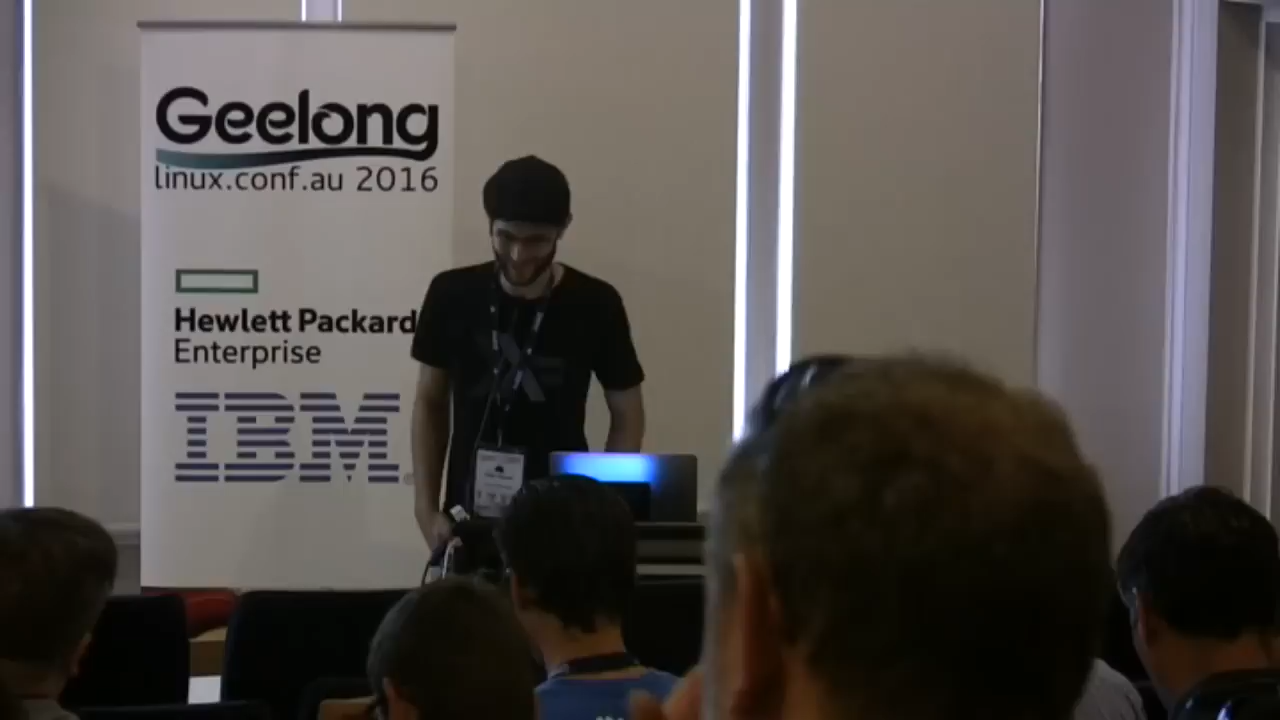 Geelong
linux.conf.au 2016
Hewlett Packard
Enterprise
IBM